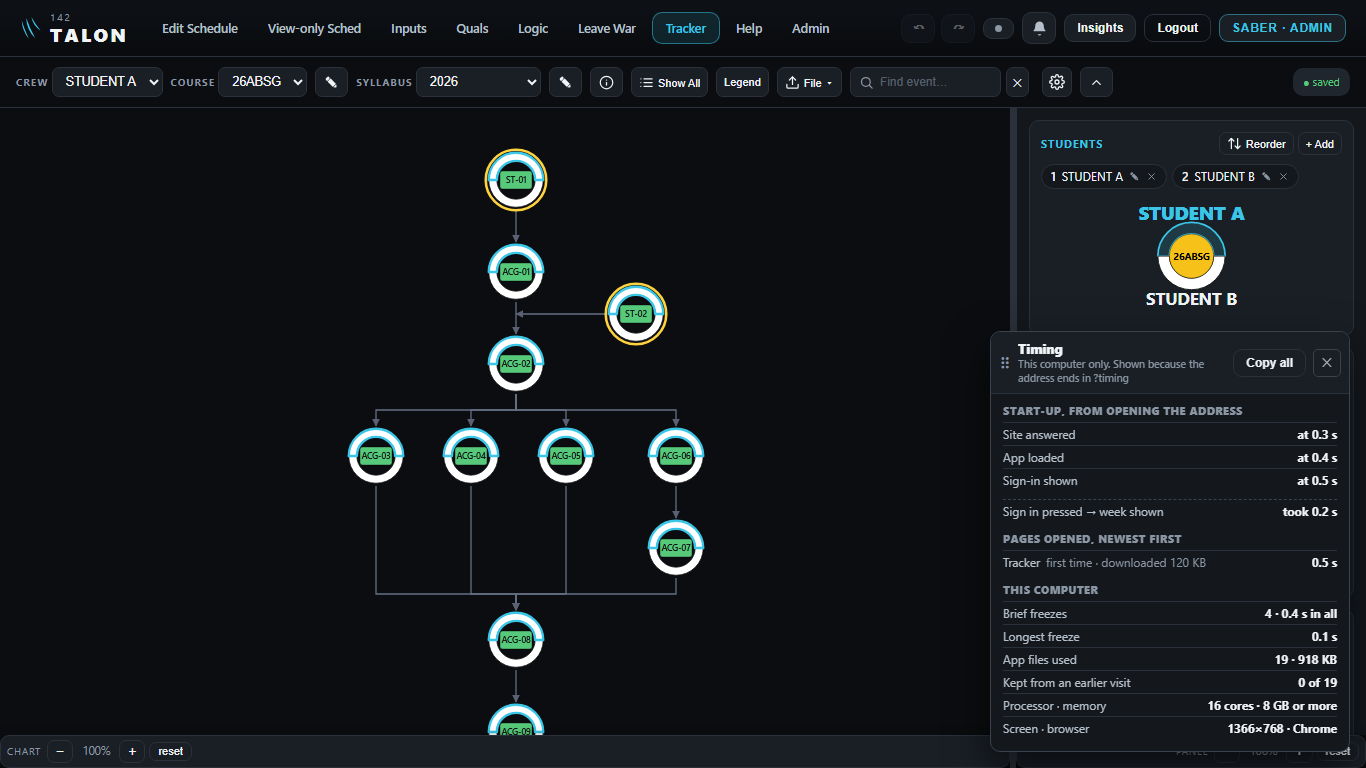 142
TALON
Edit Schedule
View-only Sched
Inputs
Quals
Logic
Leave War
Tracker
Help
Admin
Insights
Logout
SABER · ADMIN
CREW
STUDENT A
COURSE
26ABSG
SYLLABUS
2026
Show All
Legend
File
Find event...
saved
ST-01
ACG-01
ST-02
ACG-02
ACG-03
ACG-04
ACG-05
ACG-06
ACG-07
ACG-08
ACG-09
STUDENTS
Reorder
+ Add
1 STUDENT A
2 STUDENT B
STUDENT A
26ABSG
STUDENT B
Timing
This computer only. Shown because the
address ends in ?timing
Copy all
START-UP, FROM OPENING THE ADDRESS
Site answered at 0.3 s
App loaded at 0.4 s
Sign-in shown at 0.5 s
Sign in pressed → week shown took 0.2 s
PAGES OPENED, NEWEST FIRST
Tracker first time · downloaded 120 KB 0.5 s
THIS COMPUTER
Brief freezes 4 · 0.4 s in all
Longest freeze 0.1 s
App files used 19 · 918 KB
Kept from an earlier visit 0 of 19
Processor · memory 16 cores · 8 GB or more
Screen · browser 1366×768 · Chrome
CHART − 100% + reset